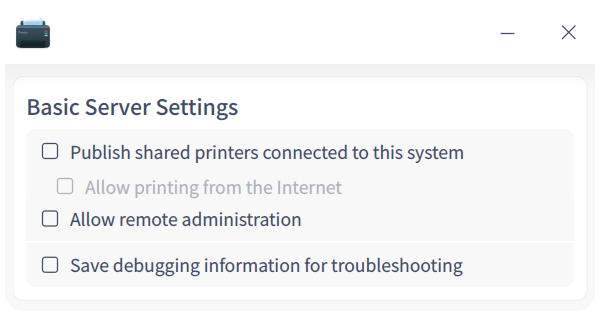 Basic Server Settings
Publish shared printers connected to this system
Allow printing from the Internet
Allow remote administration
Save debugging information for troubleshooting